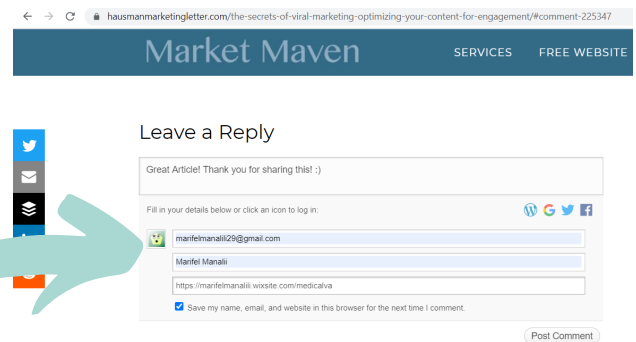 hausmanmarketingletter.com/the-secrets-of-viral-marketing-optimizing-your-content-for-engagement/#comment-225347
Market Maven
SERVICES FREE WEBSITE
Leave a Reply
Great Article! Thank you for sharing this! :)
Fill in your details below or click an icon to log in:
marifelmanalili29@gmail.com
Marifel Manalii
https://marifelmanalili.wixsite.com/medicalva
Save my name, email, and website in this browser for the next time I comment.
Post Comment